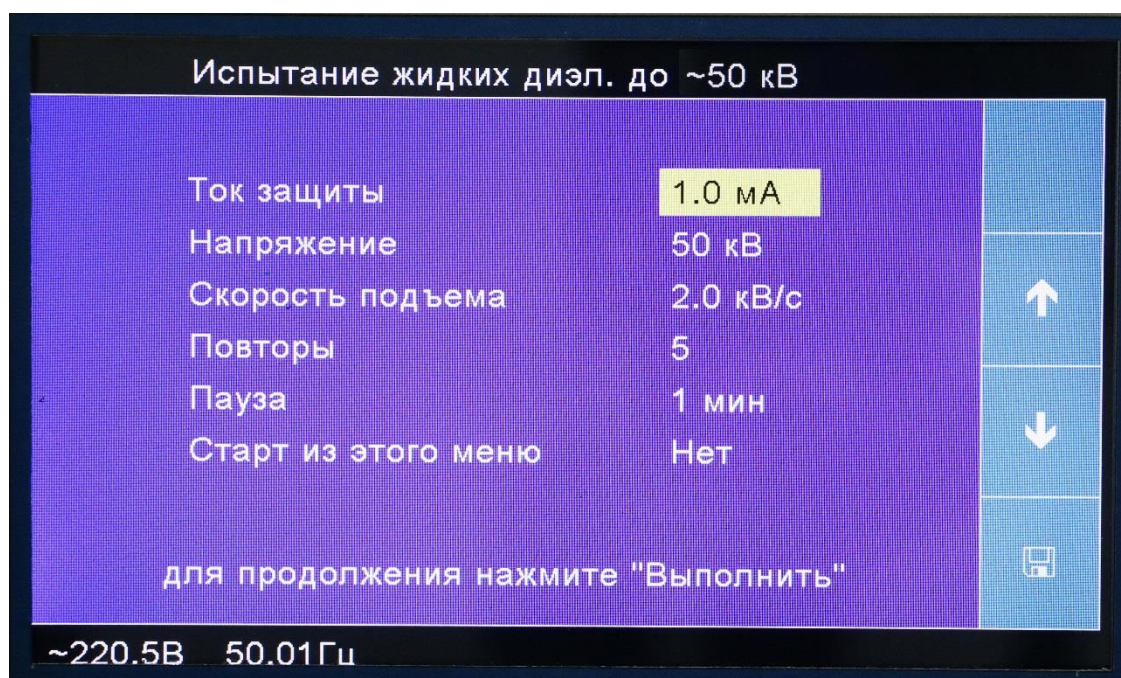 Испытание жидких диэл. до ~50 кВ
Ток защиты 1.0 мА
Напряжение 50 кВ
Скорость подъема 2.0 кВ/с
Повторы 5
Пауза 1 мин
Старт из этого меню Нет
для продолжения нажмите "Выполнить"
~220.5В 50.01Гц